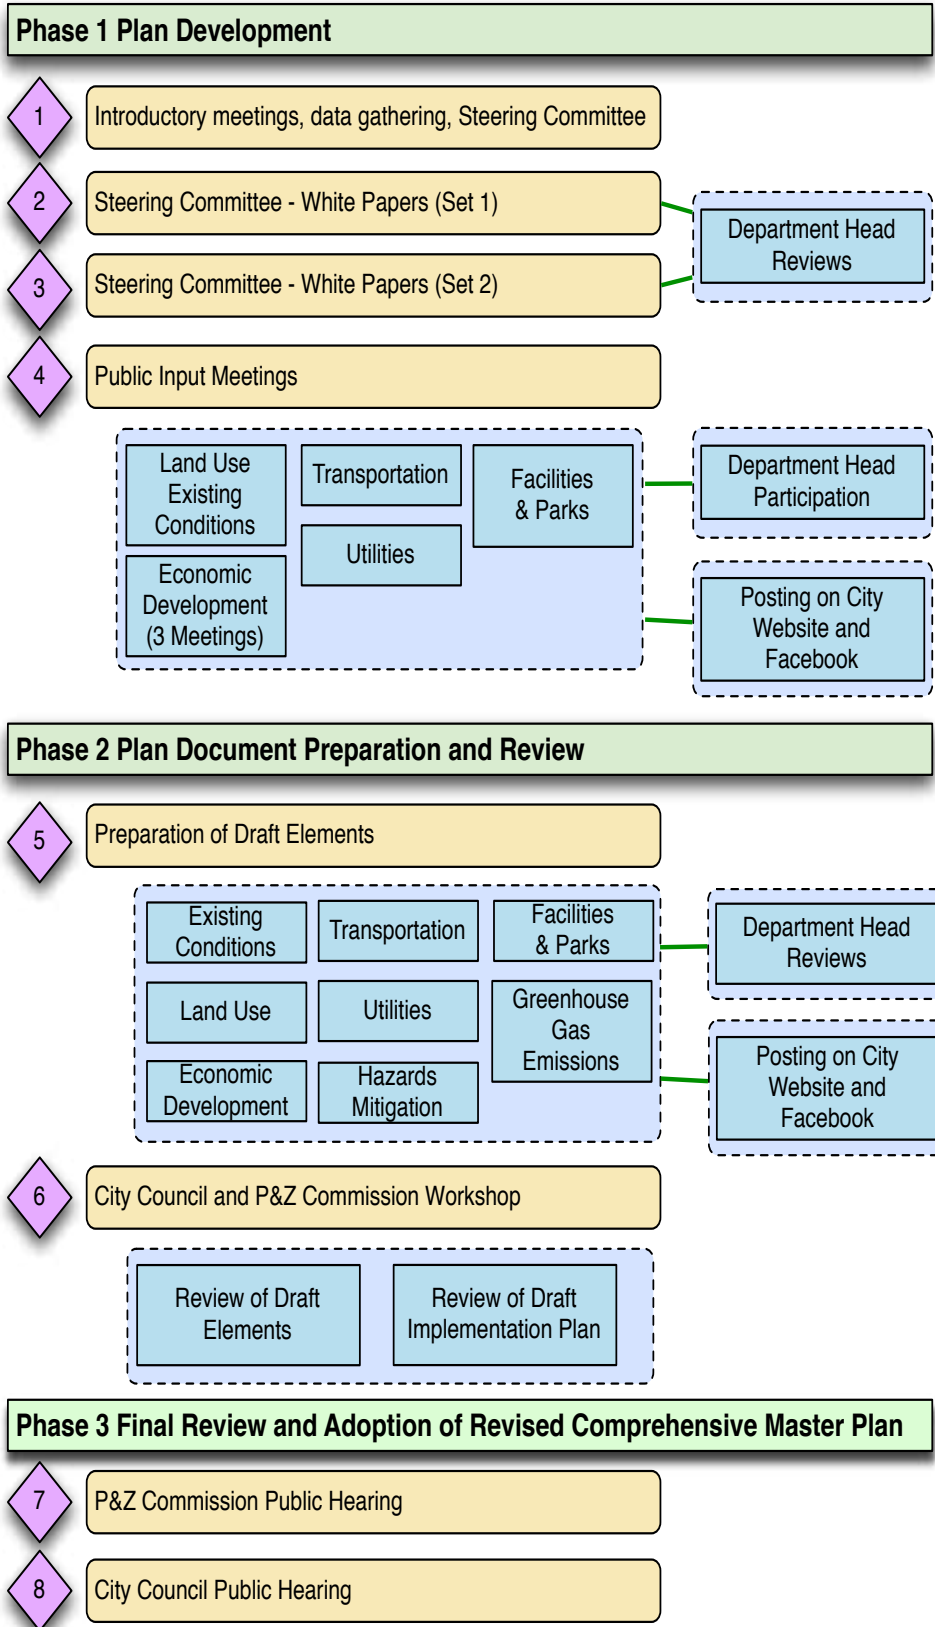 Phase 1 Plan Development
1
Introductory meetings, data gathering, Steering Committee
2
Steering Committee - White Papers (Set 1)
Department Head
Reviews
3
Steering Committee - White Papers (Set 2)
4
Public Input Meetings
Land Use
Existing
Conditions
Transportation
Facilities
& Parks
Utilities
Economic
Development
(3 Meetings)
Department Head
Participation
Posting on City
Website and
Facebook
Phase 2 Plan Document Preparation and Review
5
Preparation of Draft Elements
Existing
Conditions
Transportation
Facilities
& Parks
Land Use
Utilities
Greenhouse
Gas
Emissions
Economic
Development
Hazards
Mitigation
Department Head
Reviews
Posting on City
Website and
Facebook
6
City Council and P&Z Commission Workshop
Review of Draft
Elements
Review of Draft
Implementation Plan
Phase 3 Final Review and Adoption of Revised Comprehensive Master Plan
7
P&Z Commission Public Hearing
8
City Council Public Hearing